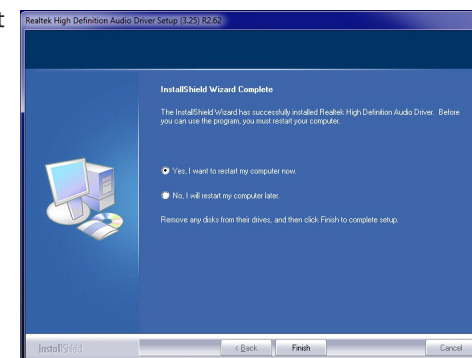 t
Realtek High Definition Audio Driver Setup (3.25) R2.62
InstallShield Wizard Complete
The InstallShield Wizard has successfully installed Realtek High Definition Audio Driver. Before
you can use the program, you must restart your computer.
Yes, I want to restart my computer now.
No, I will restart my computer later.
Remove any disks from their drives, and then click Finish to complete setup.
InstallShield
< Back
Finish
Cancel